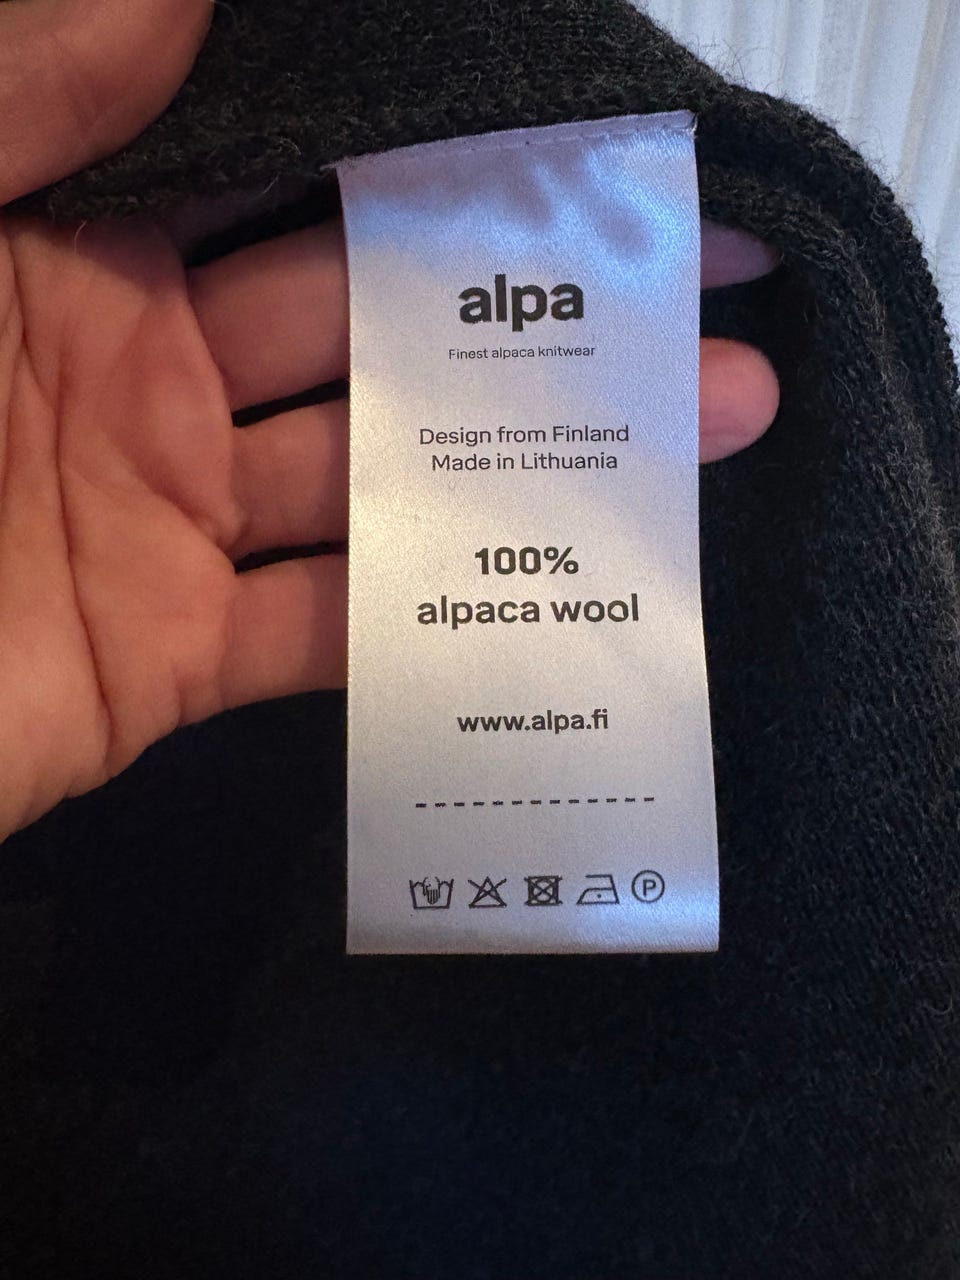 alpa
Finest alpaca knitwear
Design from Finland
Made in Lithuania
100%
alpaca wool
www.alpa.fi
P